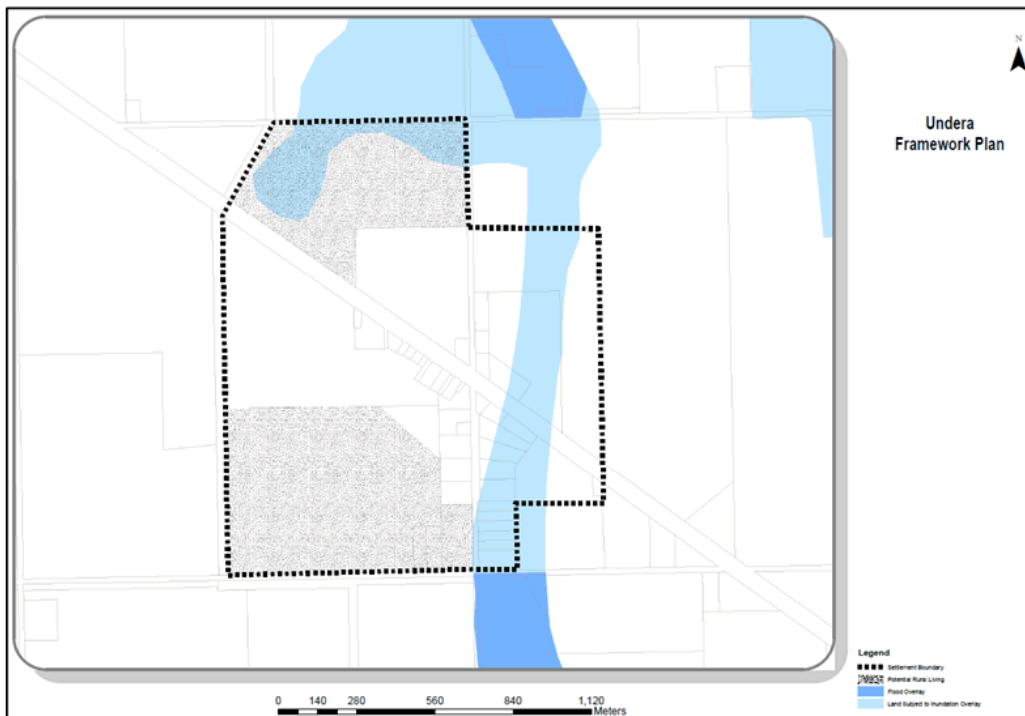 N
Undera
Framework Plan
Legend
Settlement Boundary
Potential Rural Living
Flood Overlay
Land Subject to Inundation Overlay
0 140 280 560 840 1,120
Meters